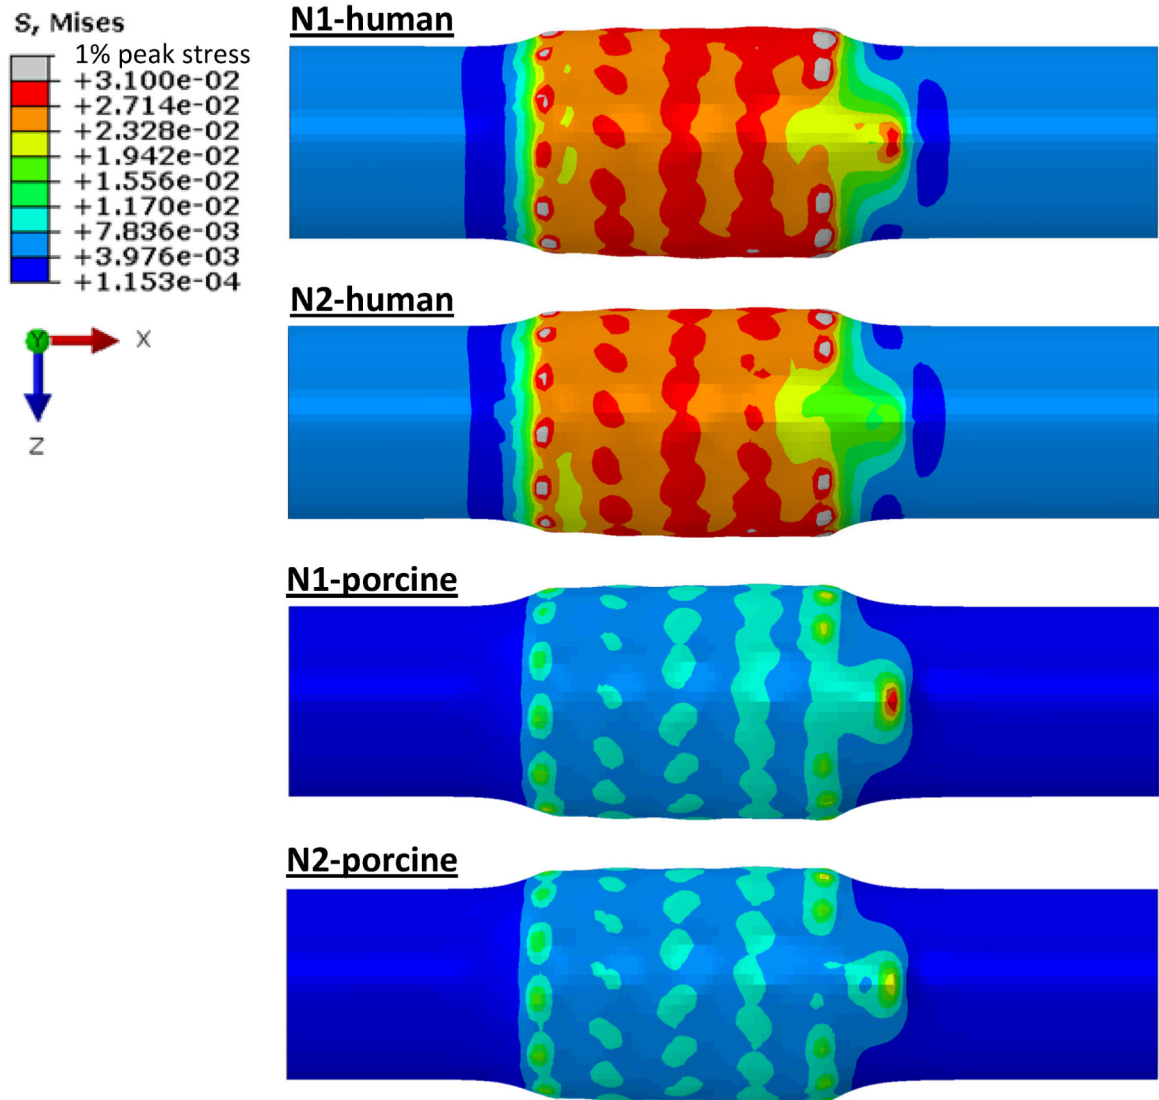 S, Mises
1% peak stress
+3.100e-02
+2.714e-02
+2.328e-02
+1.942e-02
+1.556e-02
+1.170e-02
+7.836e-03
+3.976e-03
+1.153e-04
Y
X
Z
N1-human
N2-human
N1-porcine
N2-porcine